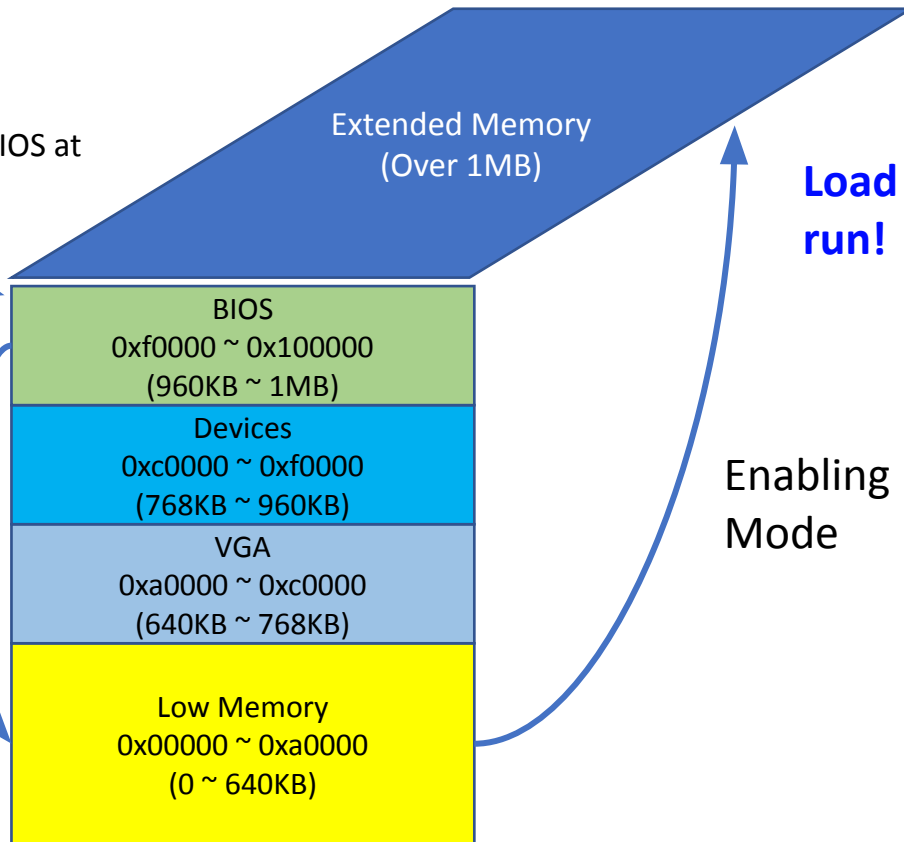 IOS at
Extended Memory
(Over 1MB)
Load
run!
BIOS
0xf0000 ~ 0x100000
(960KB ~ 1MB)
Devices
0xc0000 ~ 0xf0000
(768KB ~ 960KB)
Enabling
Mode
VGA
0xa0000 ~ 0xc0000
(640KB ~ 768KB)
Low Memory
0x00000 ~ 0xa0000
(0 ~ 640KB)